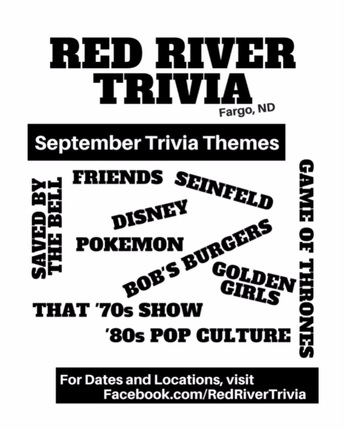 RED RIVER
TRIVIA
Fargo, ND
September Trivia Themes
SAVED BY
THE BELL
FRIENDS
SEINFELD
DISNEY
POKEMON
BOB'S BURGERS
GOLDEN
GIRLS
GAME OF THRONES
THAT '70s SHOW
'80s POP CULTURE
For Dates and Locations, visit
Facebook.com/RedRiverTrivia